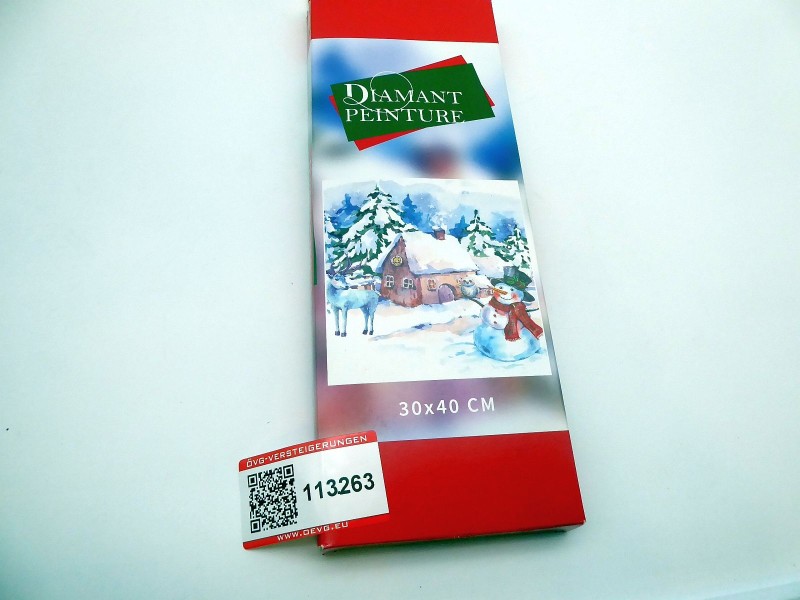 DIAMANT
PEINTURE
30x40 CM
ÖVG-VERSTEIGERUNGEN
113263
WWW.OEVG.EU